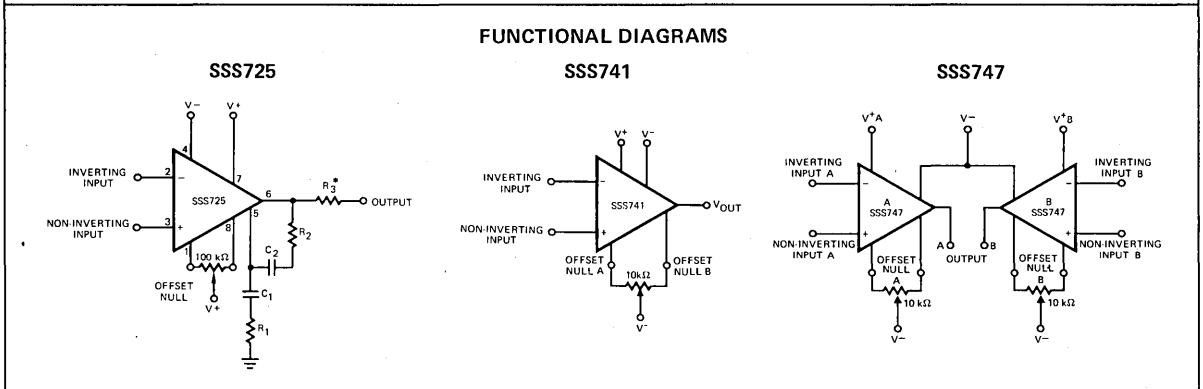 FUNCTIONAL DIAGRAMS
SSS725
V−
V+
4
7
INVERTING
INPUT
2
−
SSS725
6
R3*
OUTPUT
5
NON-INVERTING
INPUT
3
+
8
R2
1
100 kΩ
C2
OFFSET
NULL
V+
C1
R1
SSS741
V+
V−
INVERTING
INPUT
−
SSS741
VOUT
NON-INVERTING
INPUT
+
OFFSET
NULL A
OFFSET
NULL B
10kΩ
V−
SSS747
V+A
V−
V+B
INVERTING
INPUT A
−
A
SSS747
NON-INVERTING
INPUT A
+
A
B
OUTPUT
OFFSET
NULL
A
10 kΩ
V−
INVERTING
INPUT B
−
B
SSS747
NON-INVERTING
INPUT B
+
OFFSET
NULL
B
10 kΩ
V−